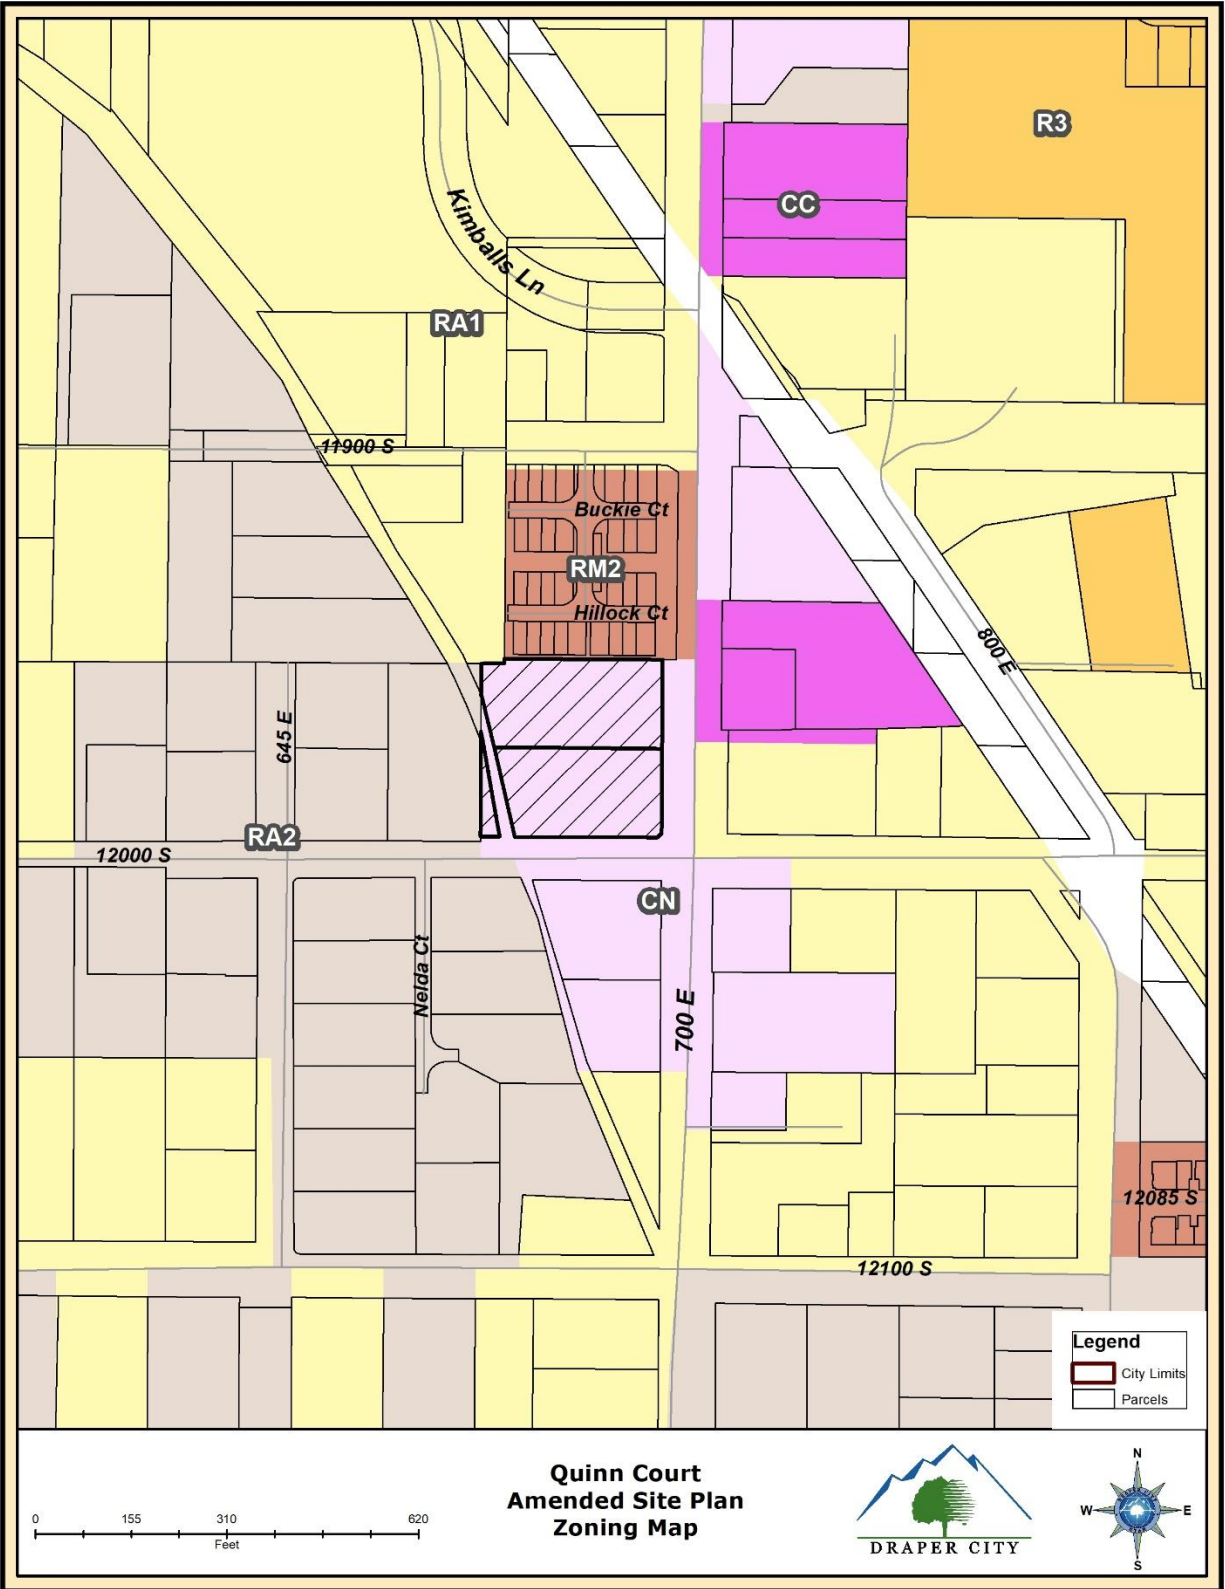 R3
CC
Kimballs Ln
RA1
11900 S
Buckie Ct
RM2
Hillock Ct
800 E
645 E
RA2
12000 S
CN
Nelda Ct
700 E
12085 S
12100 S
Legend
City Limits
Parcels
Quinn Court
Amended Site Plan
Zoning Map
0 155 310 620
Feet
DRAPER CITY
N
W E
S